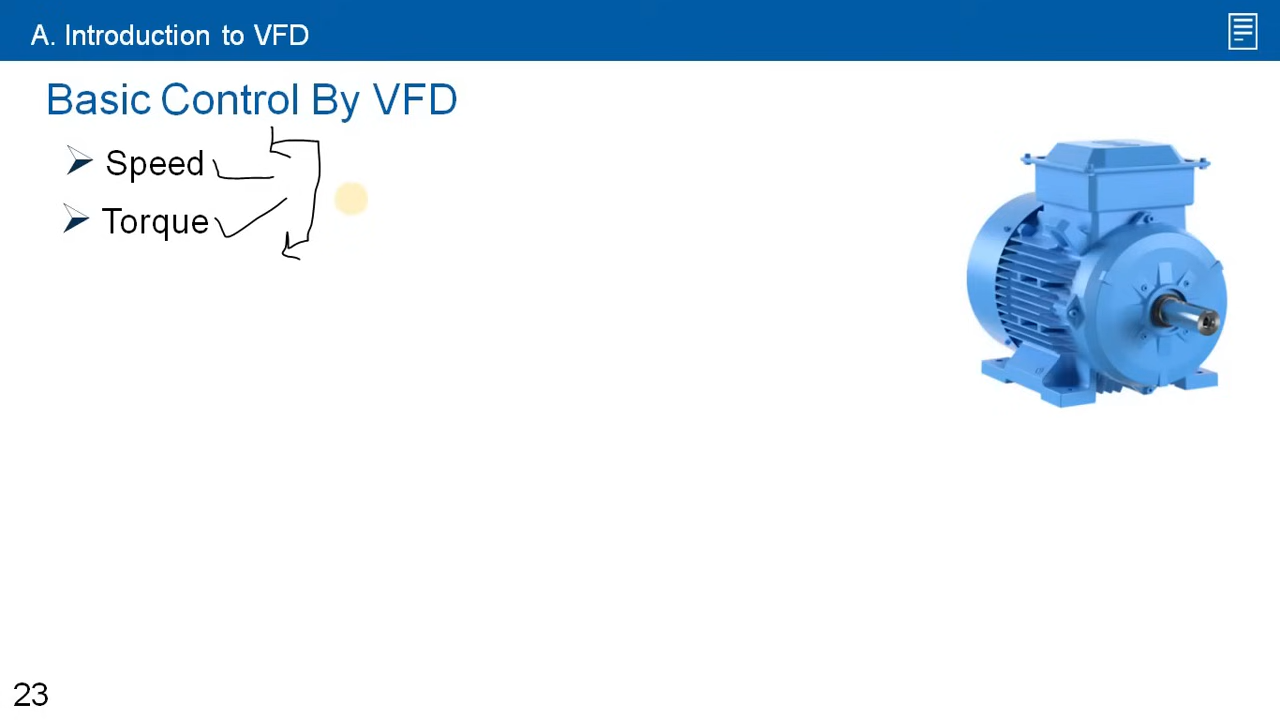 A. Introduction to VFD
Basic Control By VFD
Speed
Torque
23